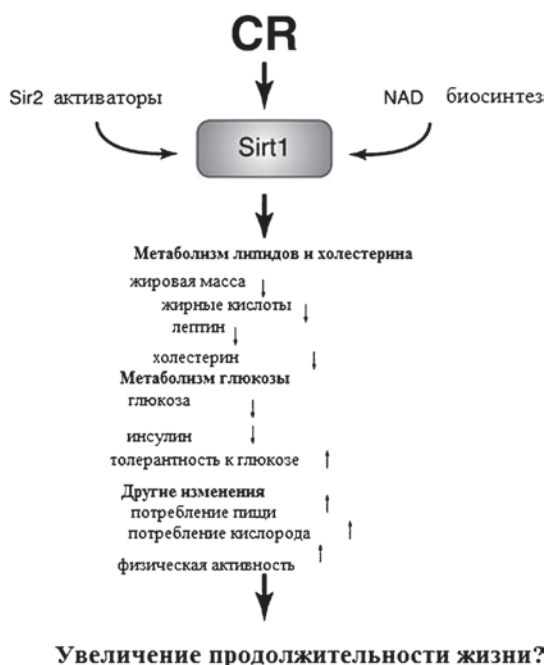 CR
Sir2 активаторы
NAD биосинтез
Sirt1
Метаболизм липидов и холестерина
жировая масса ↓
жирные кислоты ↓
лептин ↓
холестерин ↓
Метаболизм глюкозы
глюкоза ↓
инсулин ↓
толерантность к глюкозе ↑
Другие изменения
потребление пищи ↑
потребление кислорода ↑
физическая активность ↑
Увеличение продолжительности жизни?